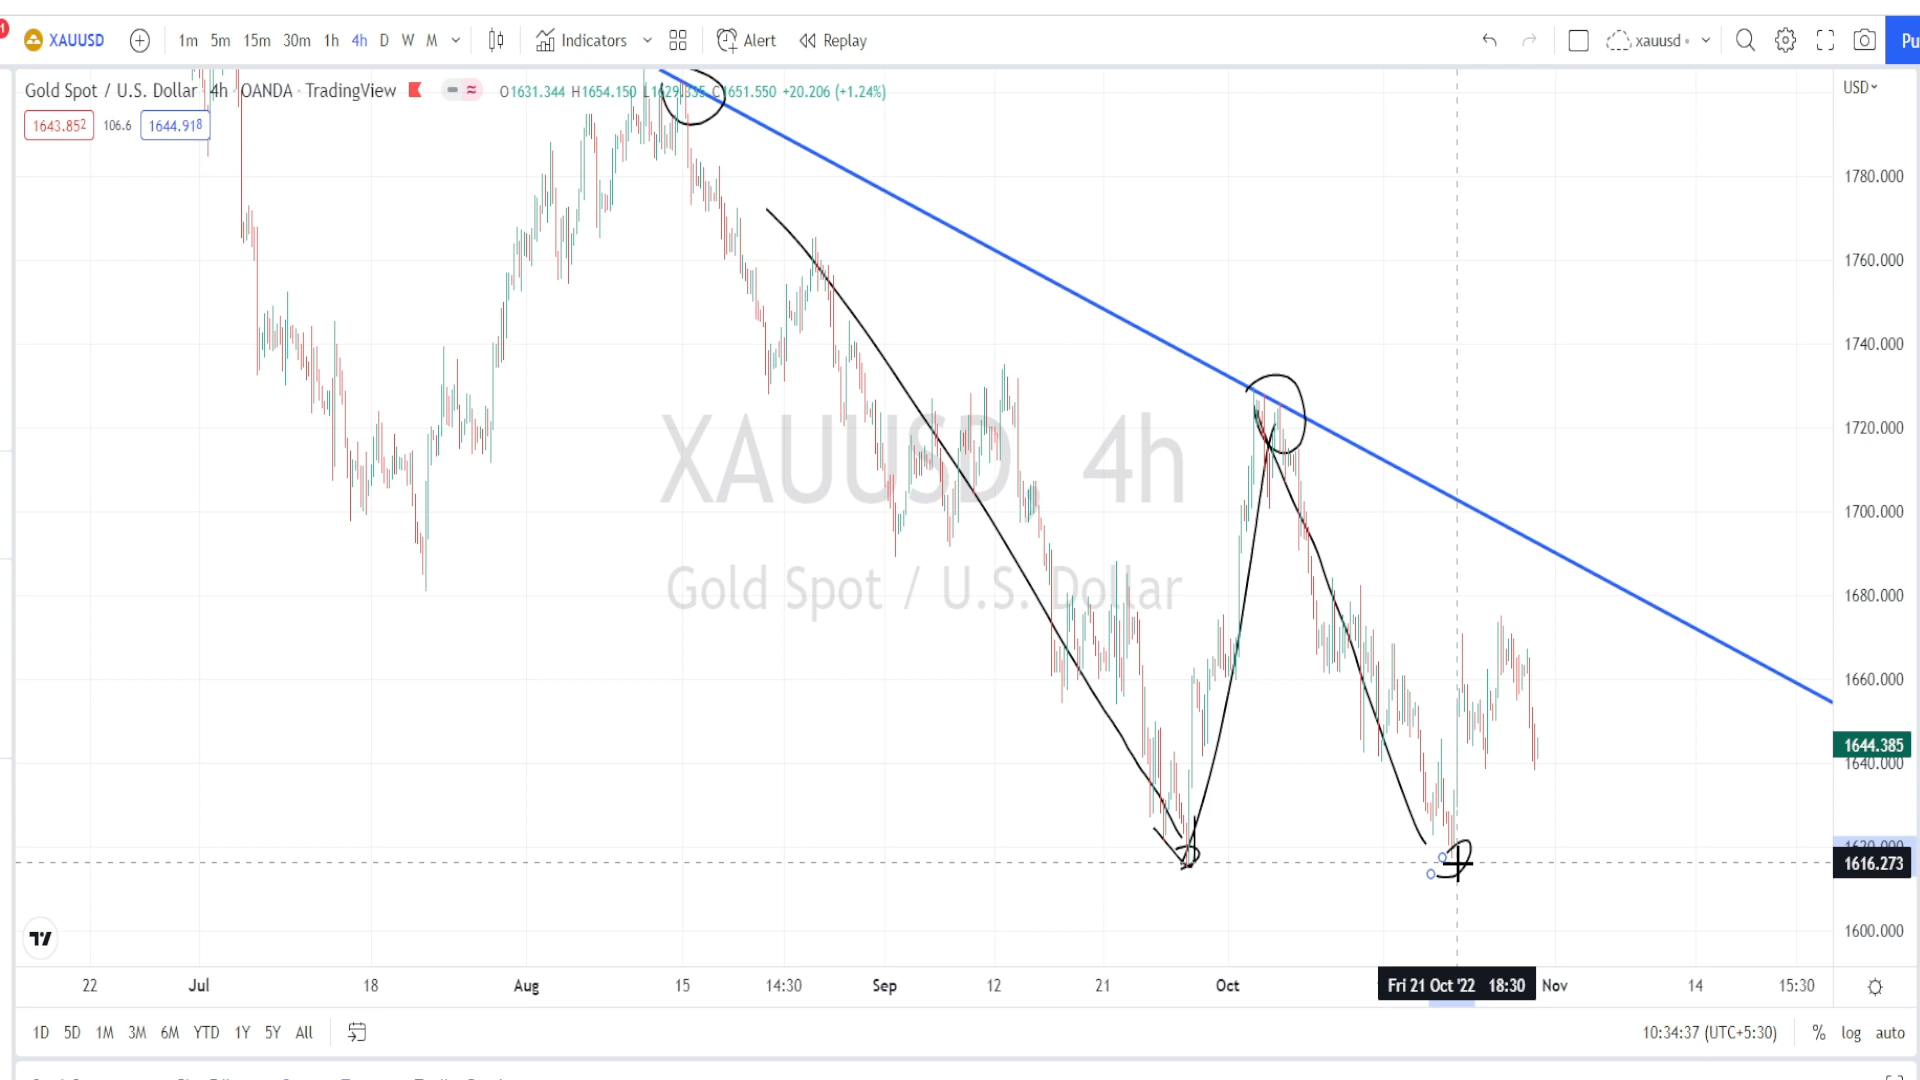 1
XAUUSD
1m 5m 15m 30m 1h 4h D W M Indicators Alert Replay xauusd Pu
Gold Spot / U.S. Dollar 4h OANDA TradingView O1631.344 H1654.150 L1629.335 C1651.550 +20.206 (+1.24%) USD
1643.852 106.6 1644.918
1780.000
1760.000
1740.000
1720.000
1700.000
1680.000
1660.000
1644.385
1640.000
1616.273
1600.000
XAUUSD 4h
Gold Spot / U.S. Dollar
22 Jul 18 Aug 15 14:30 Sep 12 21 Oct Fri 21 Oct '22 18:30 Nov 14 15:30
1D 5D 1M 3M 6M YTD 1Y 5Y All 10:34:37 (UTC+5:30) % log auto